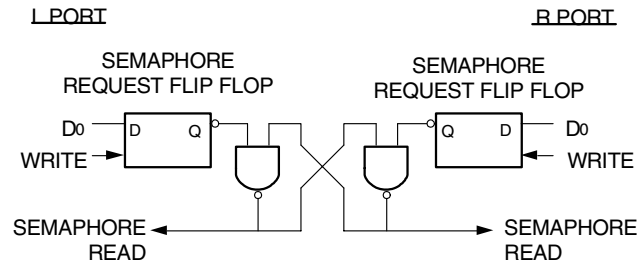 L PORT
R PORT
SEMAPHORE
REQUEST FLIP FLOP
SEMAPHORE
REQUEST FLIP FLOP
D0
D
Q
WRITE
Q
D
D0
WRITE
SEMAPHORE
READ
SEMAPHORE
READ